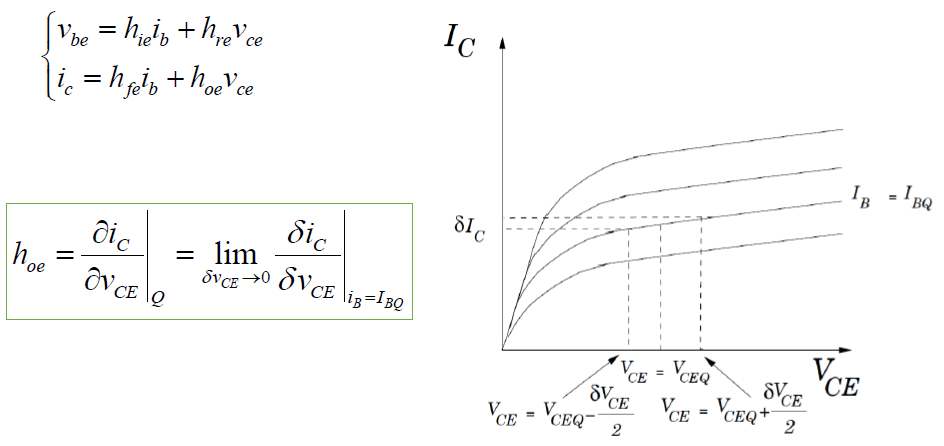 v_be = h_ie i_b + h_re v_ce
i_c = h_fe i_b + h_oe v_ce
h_oe = ∂i_C / ∂v_CE |_Q = lim_{δv_CE→0} δi_C / δv_CE |_{i_B=I_BQ}
I_C
I_B = I_BQ
δI_C
V_CE = V_CEQ
V_CE
V_CE = V_CEQ − δV_CE / 2
V_CE = V_CEQ + δV_CE / 2